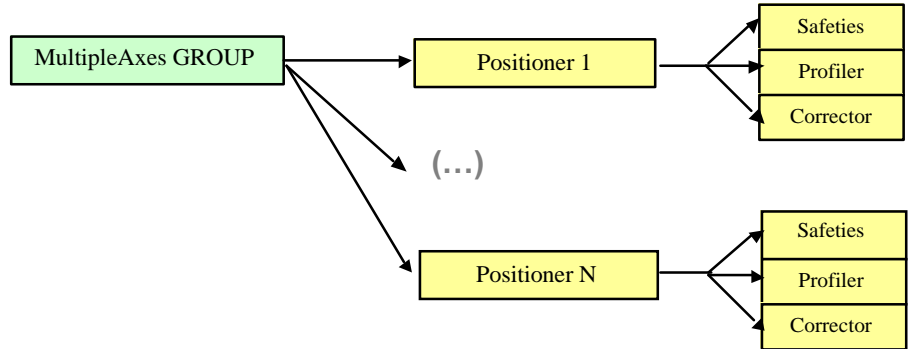 MultipleAxes GROUP
Positioner 1
Safeties
Profiler
Corrector
(...)
Positioner N
Safeties
Profiler
Corrector